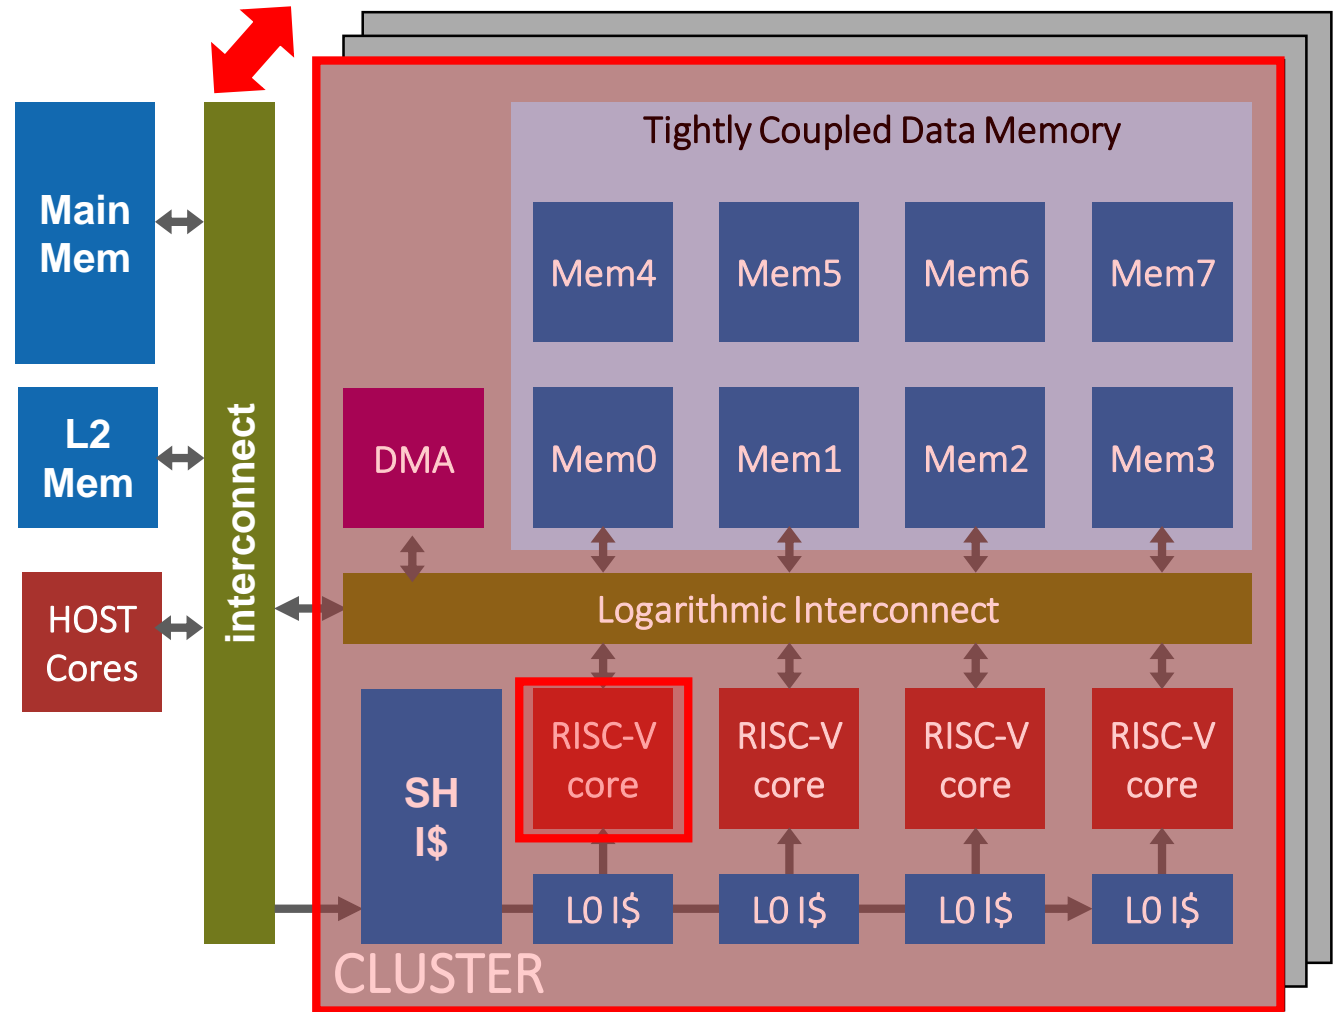 Tightly Coupled Data Memory
Main
Mem
Mem4
Mem5
Mem6
Mem7
L2
Mem
interconnect
DMA
Mem0
Mem1
Mem2
Mem3
HOST
Cores
Logarithmic Interconnect
SH
I$
RISC-V
core
RISC-V
core
RISC-V
core
RISC-V
core
L0 I$
L0 I$
L0 I$
L0 I$
CLUSTER